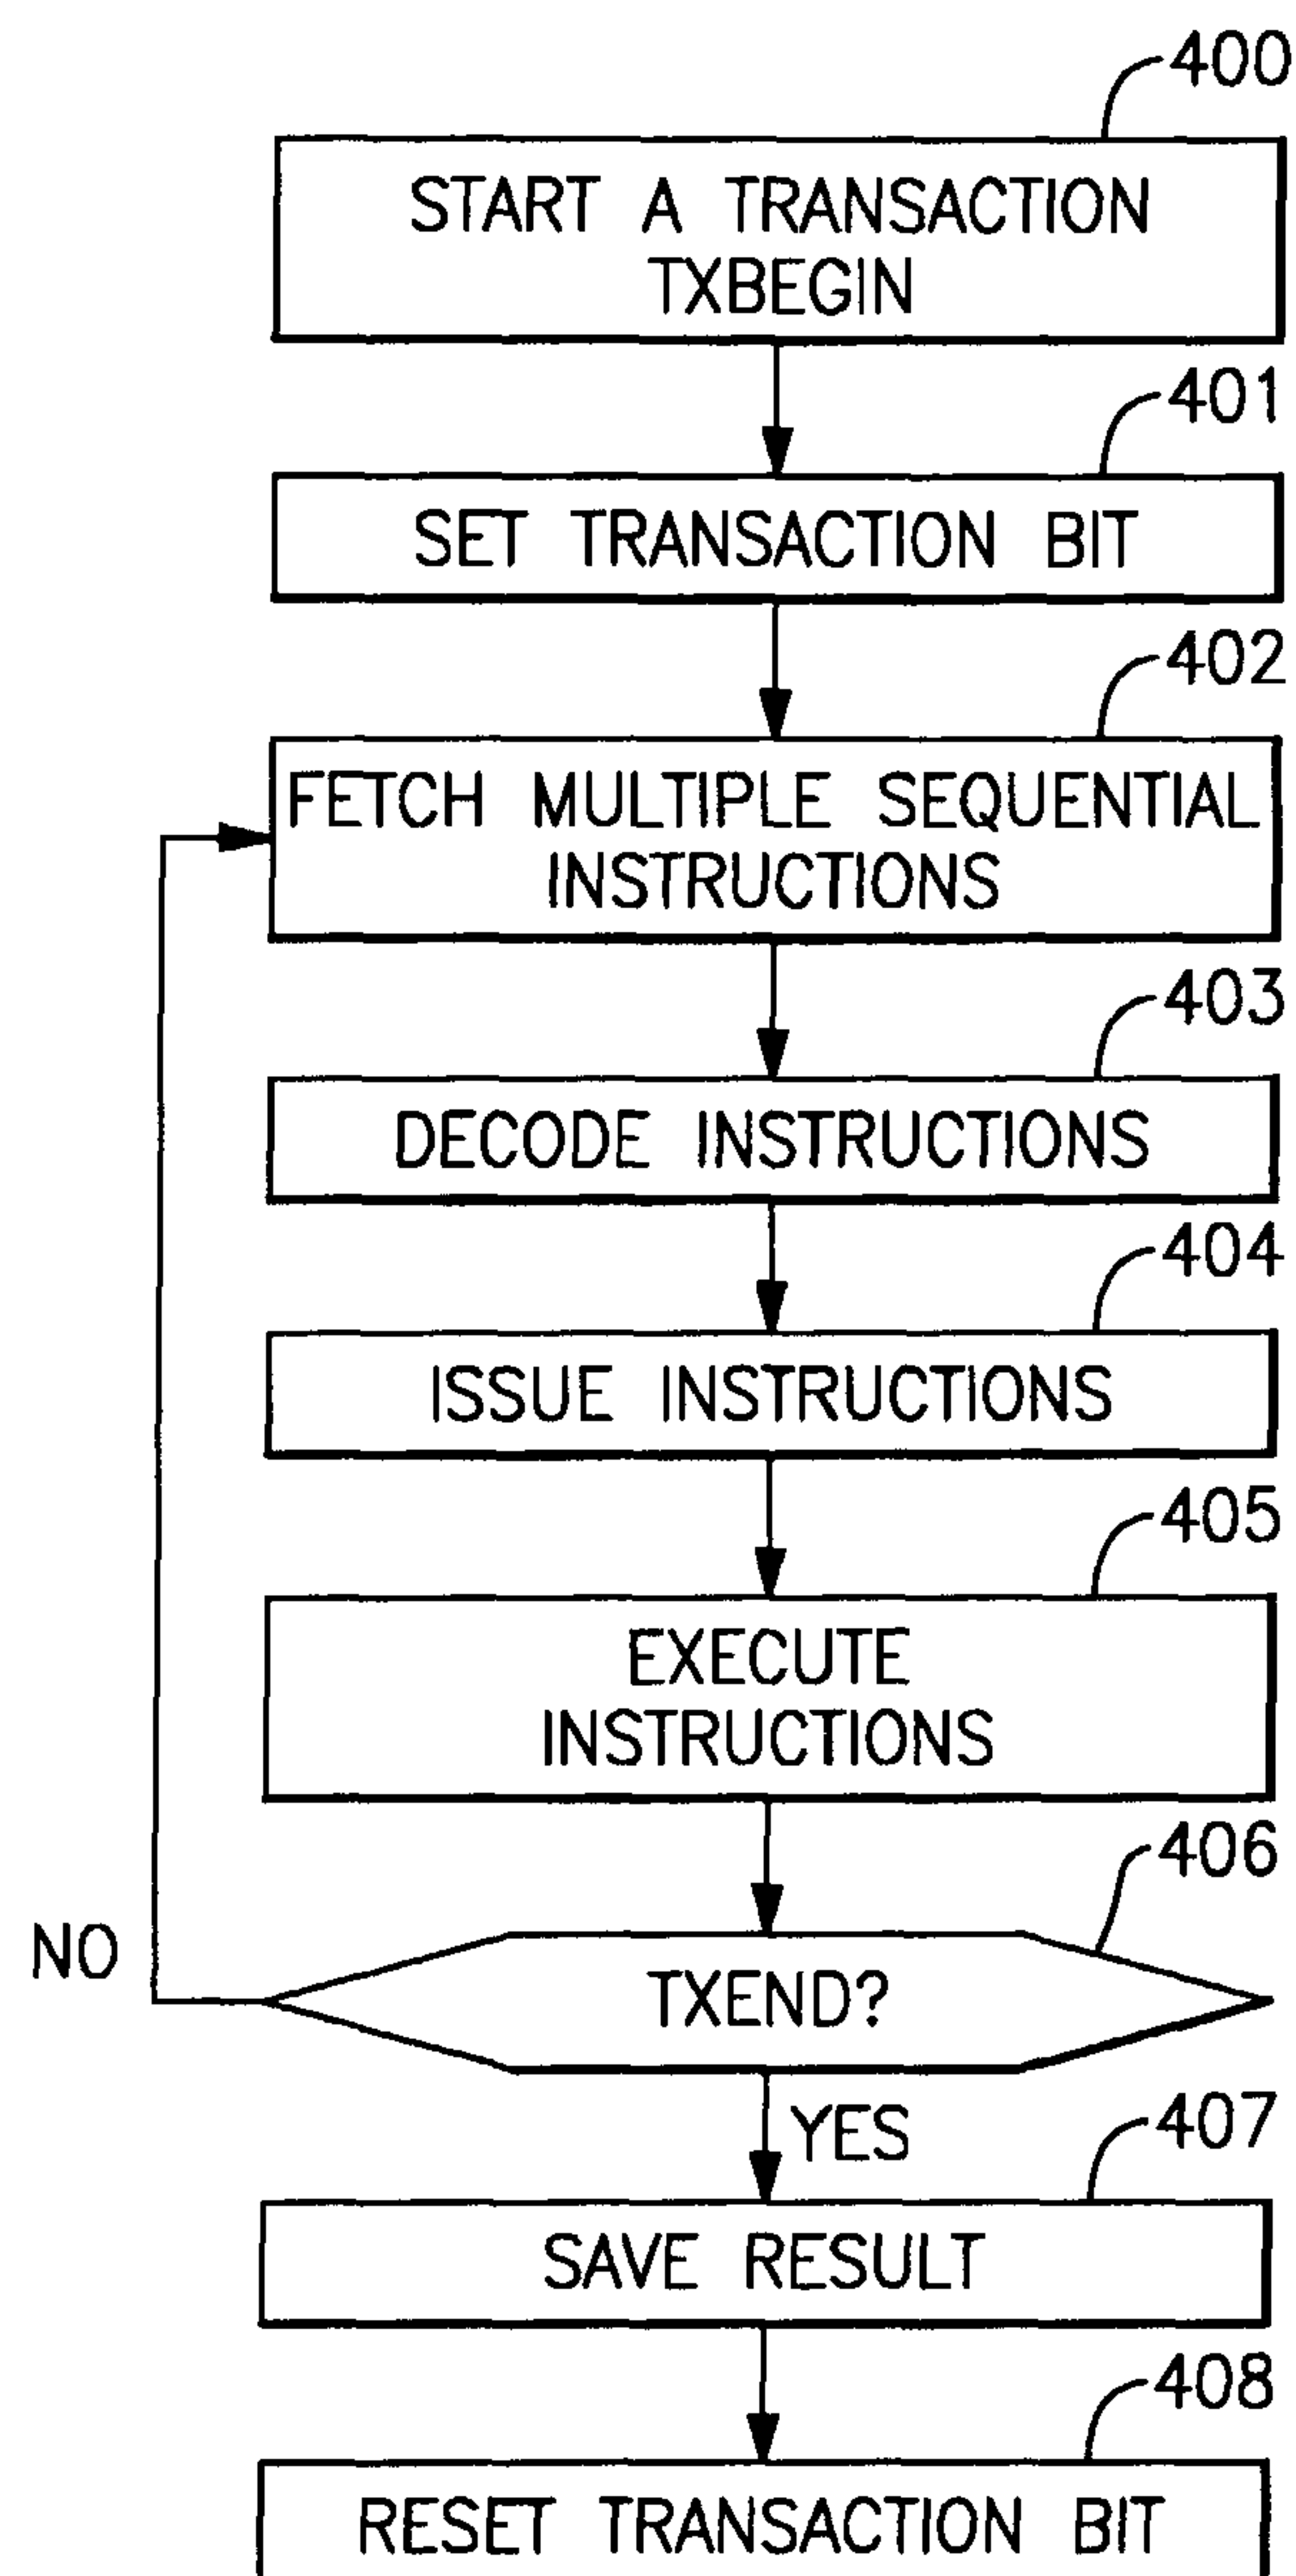 400
START A TRANSACTION
TXBEGIN
401
SET TRANSACTION BIT
402
FETCH MULTIPLE SEQUENTIAL
INSTRUCTIONS
403
DECODE INSTRUCTIONS
404
ISSUE INSTRUCTIONS
405
EXECUTE
INSTRUCTIONS
406
NO
TXEND?
YES
407
SAVE RESULT
408
RESET TRANSACTION BIT